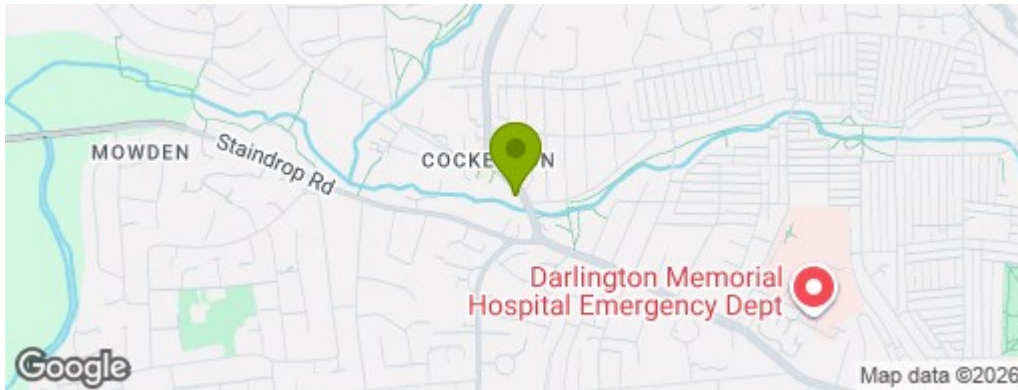 MOWDEN
Staindrop Rd
Darlington Memorial
Hospital Emergency Dept
Google
Map data ©2026